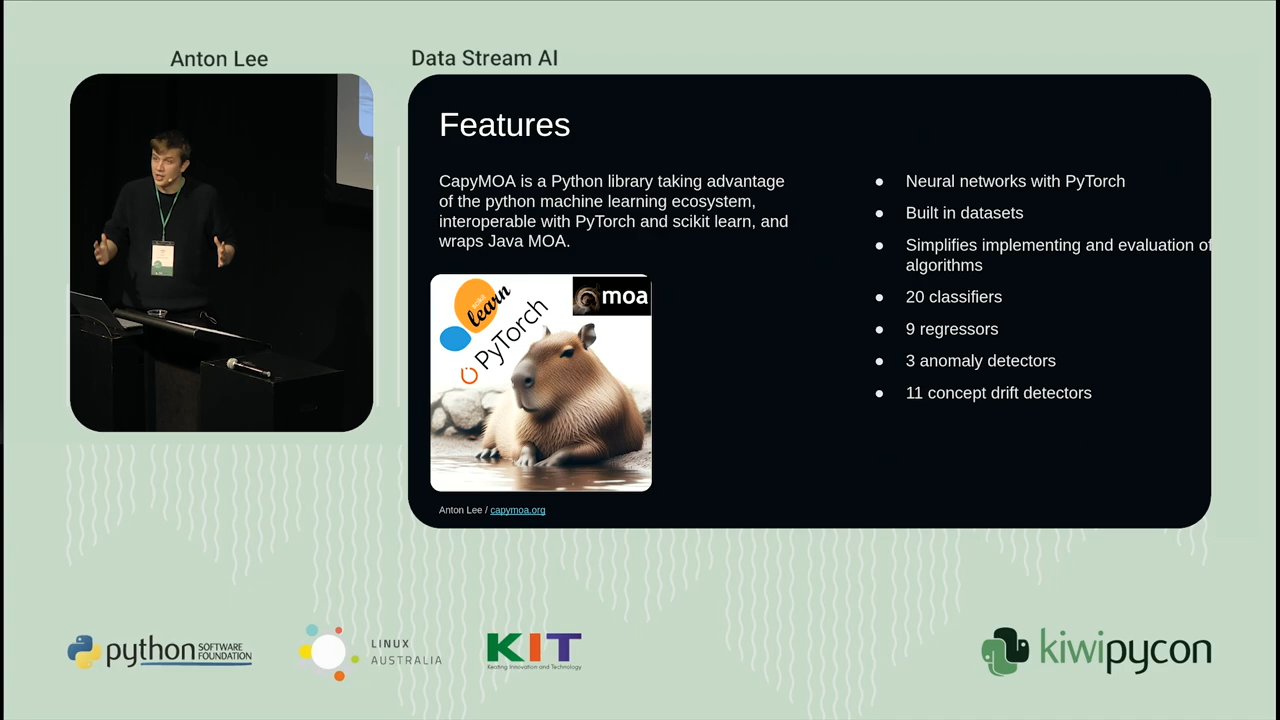 Anton Lee
Data Stream AI
Features
CapyMOA is a Python library taking advantage
of the python machine learning ecosystem,
interoperable with PyTorch and scikit learn, and
wraps Java MOA.
scikit
learn
PyTorch
moa
Anton Lee / capymoa.org
● Neural networks with PyTorch
● Built in datasets
● Simplifies implementing and evaluation of
algorithms
● 20 classifiers
● 9 regressors
● 3 anomaly detectors
● 11 concept drift detectors
python SOFTWARE
FOUNDATION
LINUX
AUSTRALIA
KIT
Keating Innovation and Technology
kiwipycon